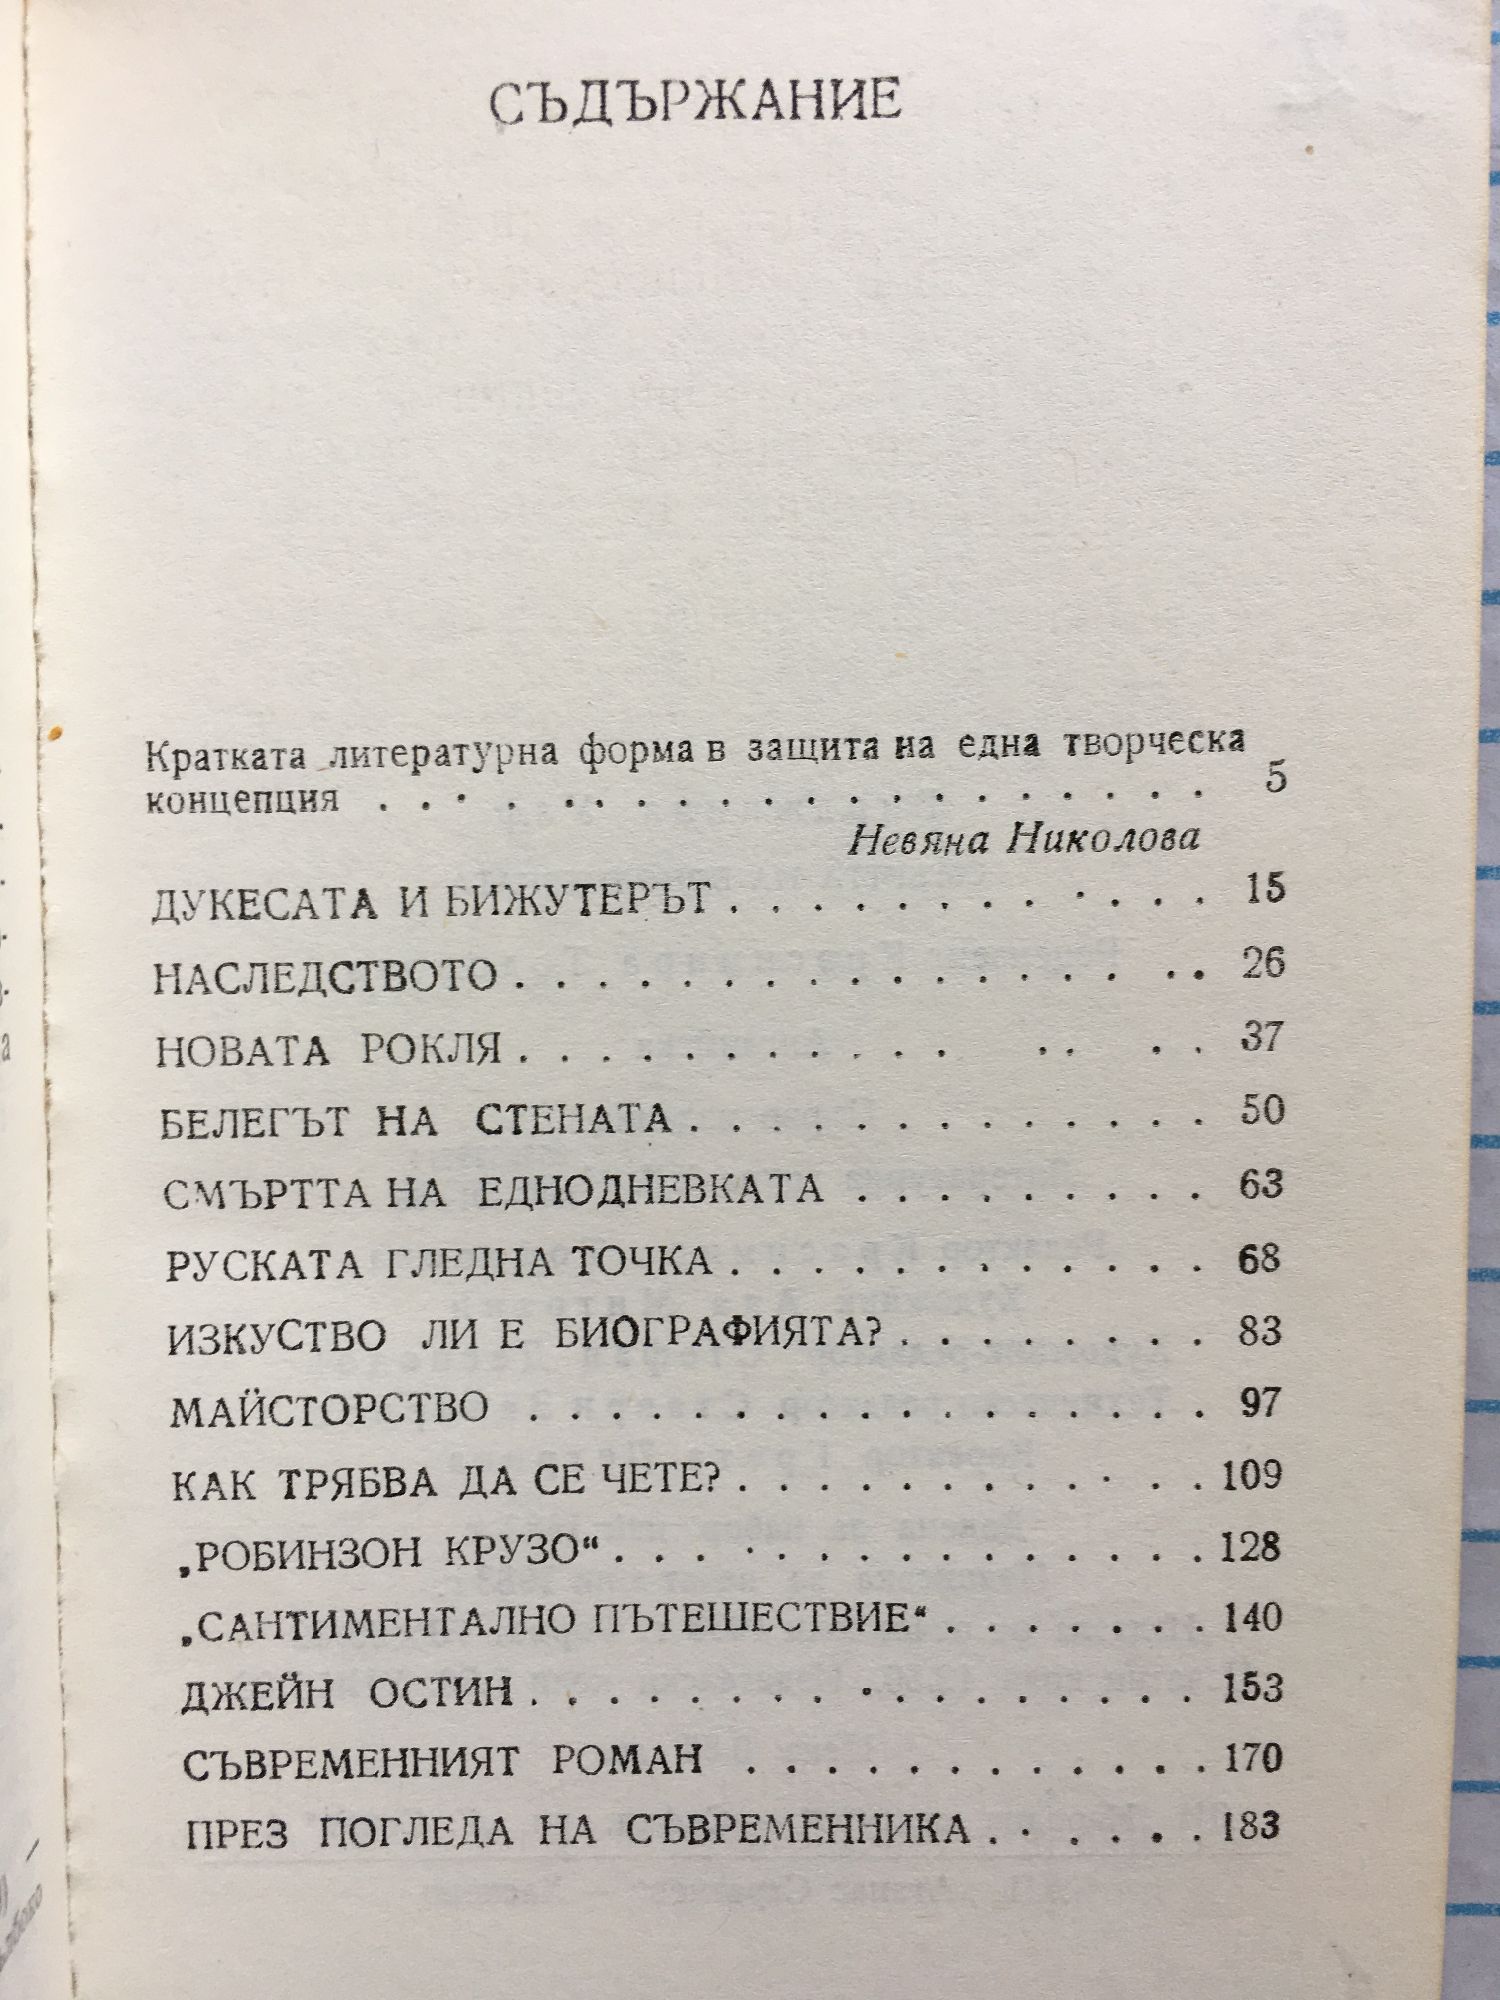 СЪДЪРЖАНИЕ
Кратката литературна форма в защита на една творческа
концепция . . . . . . . . . . . . . . . . . . . 5
Невяна Николова
ДУКЕСАТА И БИЖУТЕРЪТ . . . . . . . . . . . . 15
НАСЛЕДСТВОТО . . . . . . . . . . . . . . . . . 26
НОВАТА РОКЛЯ . . . . . . . . . . . . . . . 37
БЕЛЕГЪТ НА СТЕНАТА . . . . . . . . . . . . . 50
СМЪРТТА НА ЕДНОДНЕВКАТА . . . . . . . . . 63
РУСКАТА ГЛЕДНА ТОЧКА . . . . . . . . . . . . 68
ИЗКУСТВО ЛИ Е БИОГРАФИЯТА? . . . . . . . . 83
МАЙСТОРСТВО . . . . . . . . . . . . . . . . . 97
КАК ТРЯБВА ДА СЕ ЧЕТЕ? . . . . . . . . . . . 109
„РОБИНЗОН КРУЗО“ . . . . . . . . . . . . . . . 128
„САНТИМЕНТАЛНО ПЪТЕШЕСТВИЕ“ . . . . . . . 140
ДЖЕЙН ОСТИН . . . . . . . . . . . . . . . . . 153
СЪВРЕМЕННИЯТ РОМАН . . . . . . . . . . . . 170
ПРЕЗ ПОГЛЕДА НА СЪВРЕМЕННИКА . . . . . . 183